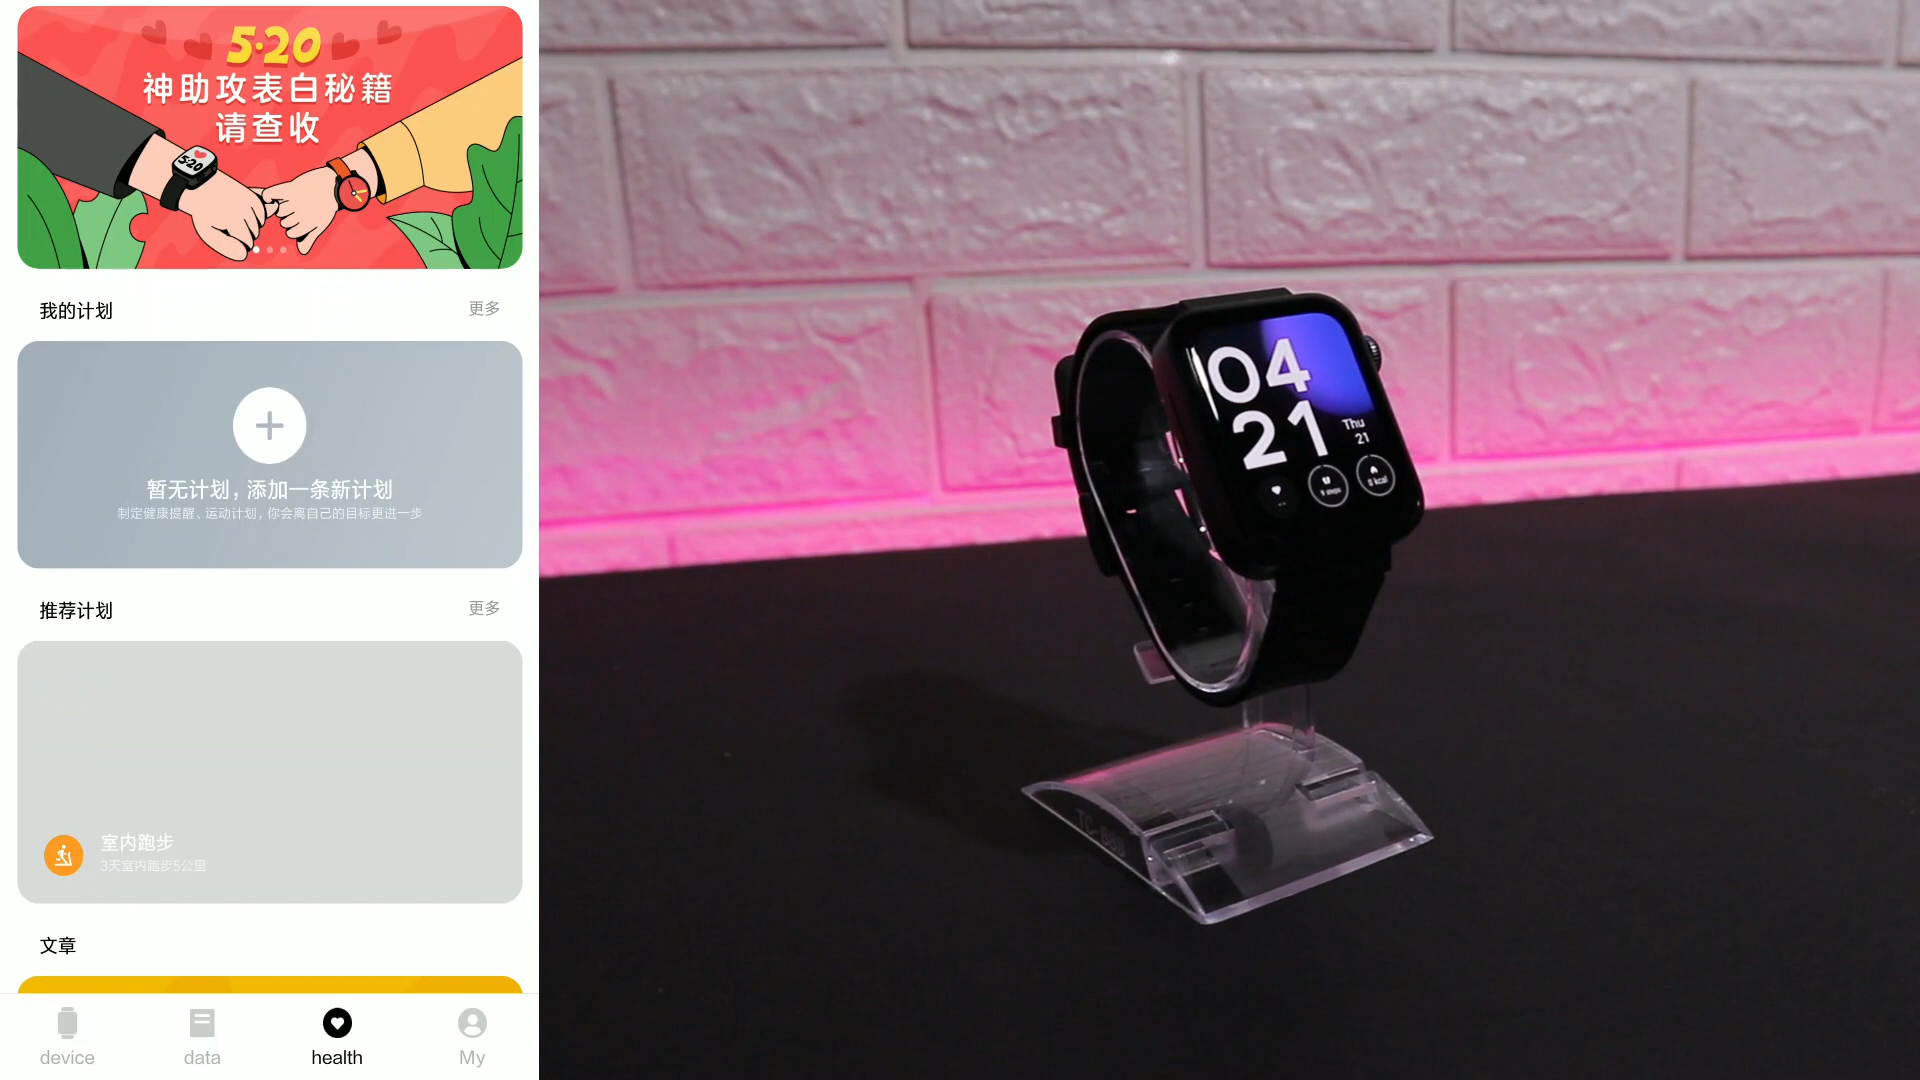 5·20
神助攻表白秘籍
请查收
5·20
我的计划
更多
暂无计划，添加一条新计划
制定健康提醒、运动计划，你会离自己的目标更进一步
推荐计划
更多
室内跑步
3天室内跑步5公里
文章
device
data
health
My
04
21
Thu
21
9 steps
0 kcal